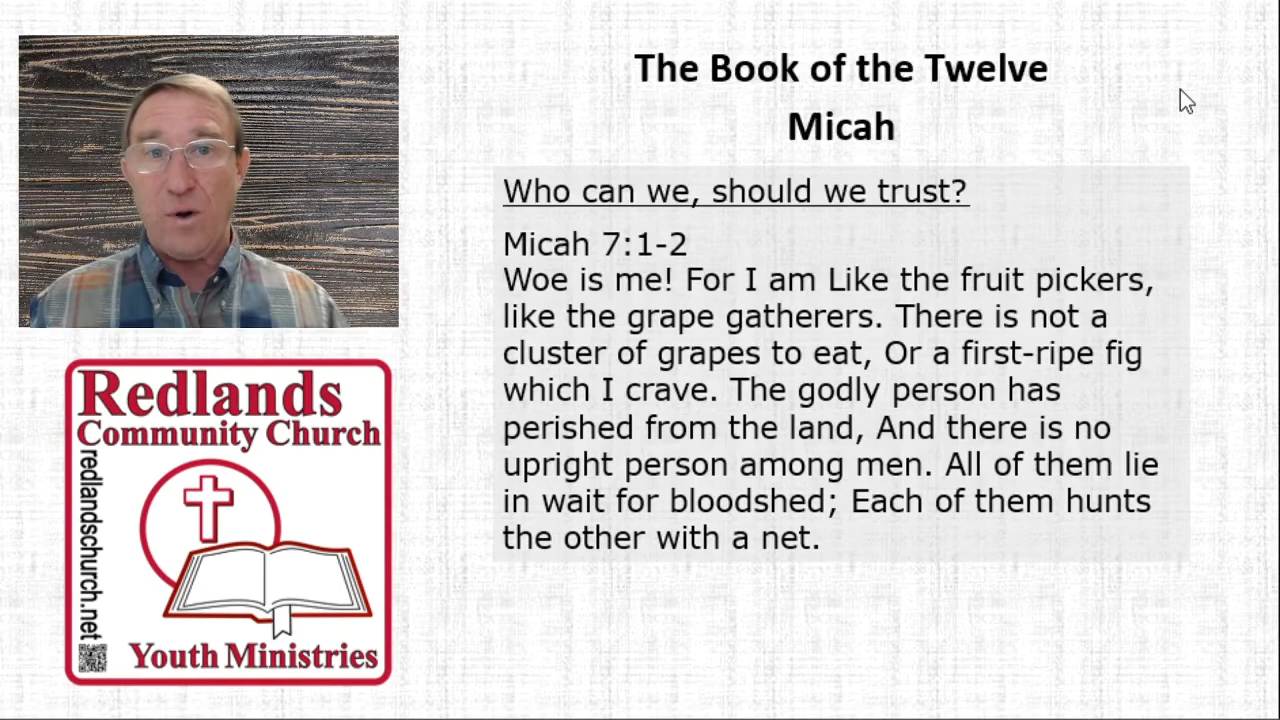 The Book of the Twelve
Micah
Who can we, should we trust?
Micah 7:1-2
Woe is me! For I am Like the fruit pickers,
like the grape gatherers. There is not a
cluster of grapes to eat, Or a first-ripe fig
which I crave. The godly person has
perished from the land, And there is no
upright person among men. All of them lie
in wait for bloodshed; Each of them hunts
the other with a net.
Redlands
Community Church
redlandschurch.net
Youth Ministries